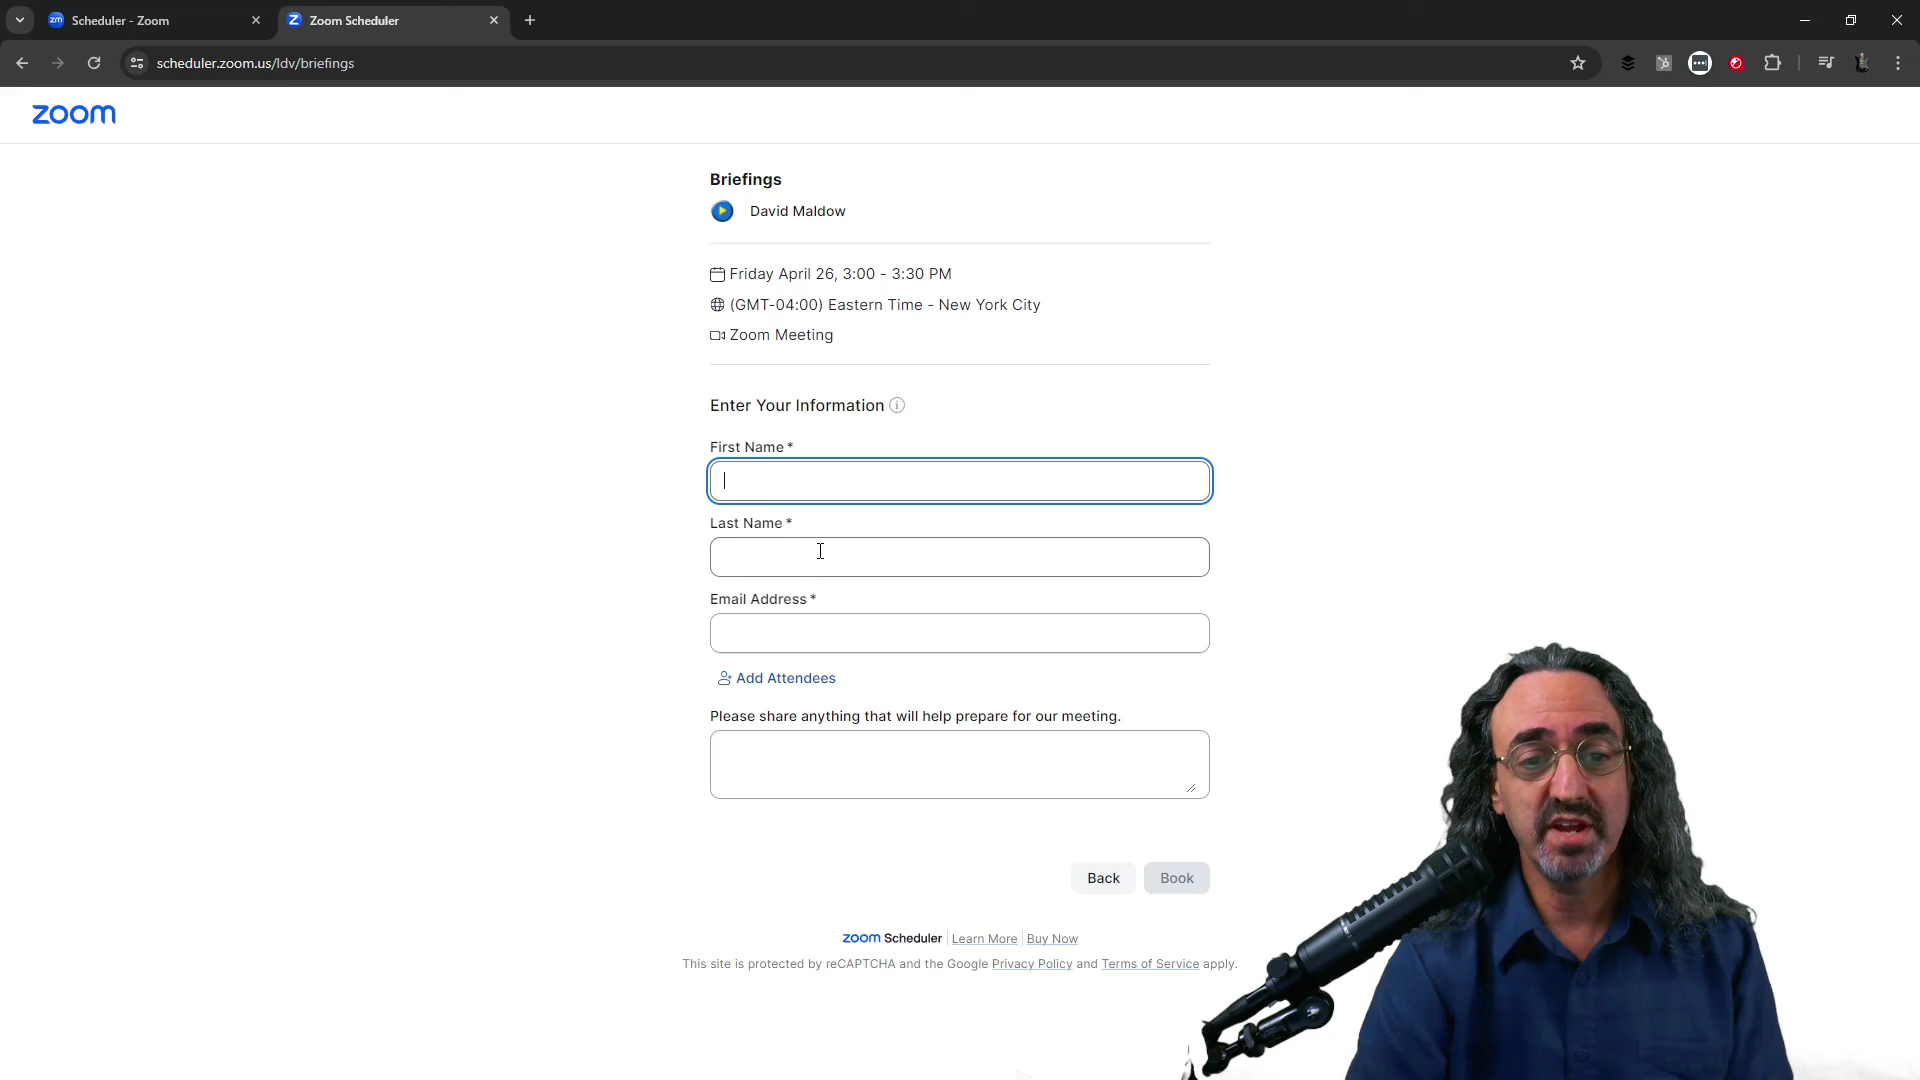 Scheduler - Zoom
Zoom Scheduler
scheduler.zoom.us/ldv/briefings
zoom
Briefings
David Maldow
Friday April 26, 3:00 - 3:30 PM
(GMT-04:00) Eastern Time - New York City
Zoom Meeting
Enter Your Information
First Name *
Last Name *
Email Address *
Add Attendees
Please share anything that will help prepare for our meeting.
Back Book
zoom Scheduler Learn More Buy Now
This site is protected by reCAPTCHA and the Google Privacy Policy and Terms of Service apply.